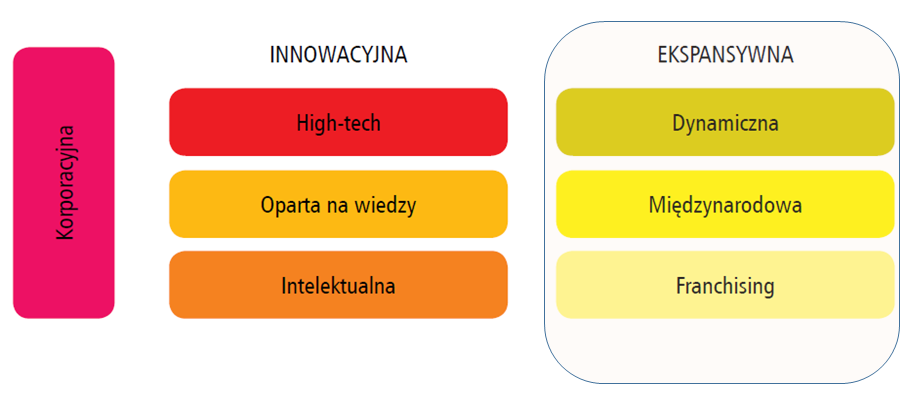 Korporacyjna
INNOWACYJNA
High-tech
Oparta na wiedzy
Intelektualna
EKSPANSYWNA
Dynamiczna
Międzynarodowa
Franchising